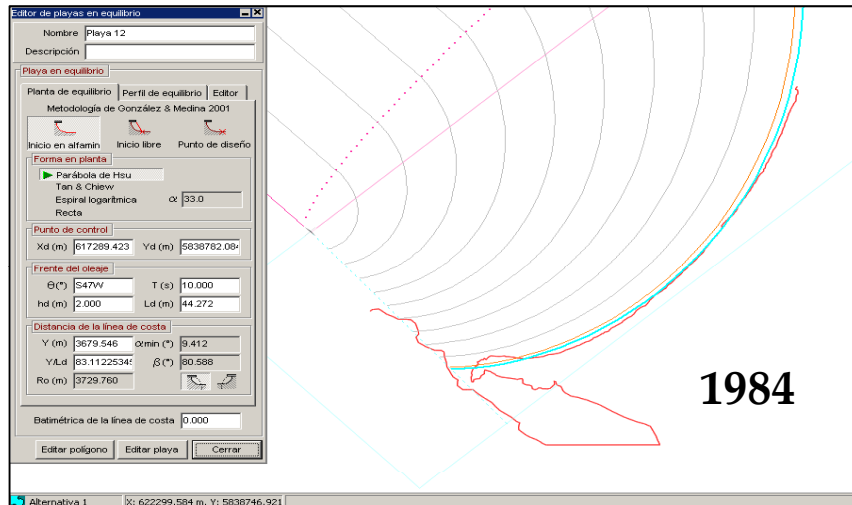 Editor de playas en equilibrio
Nombre Playa 12
Descripción
Playa en equilibrio
Planta de equilibrio Perfil de equilibrio Editor
Metodología de González & Medina 2001
Inicio en alfamin Inicio libre Punto de diseño
Forma en planta
Parábola de Hsu
Tan & Chiew
Espiral logarítmica α 33.0
Recta
Punto de control
Xd (m) 617289.423 Yd (m) 5838782.084
Frente del oleaje
θ(°) S47W T (s) 10.000
hd (m) 2.000 Ld (m) 44.272
Distancia de la línea de costa
Y (m) 3679.546 αmin (°) 9.412
Y/Ld 83.11225345 β (°) 80.588
Ro (m) 3729.760
Batimétrica de la línea de costa 0.000
Editar polígono Editar playa Cerrar
1984
Alternativa 1 X: 622299.584 m, Y: 5838746.921